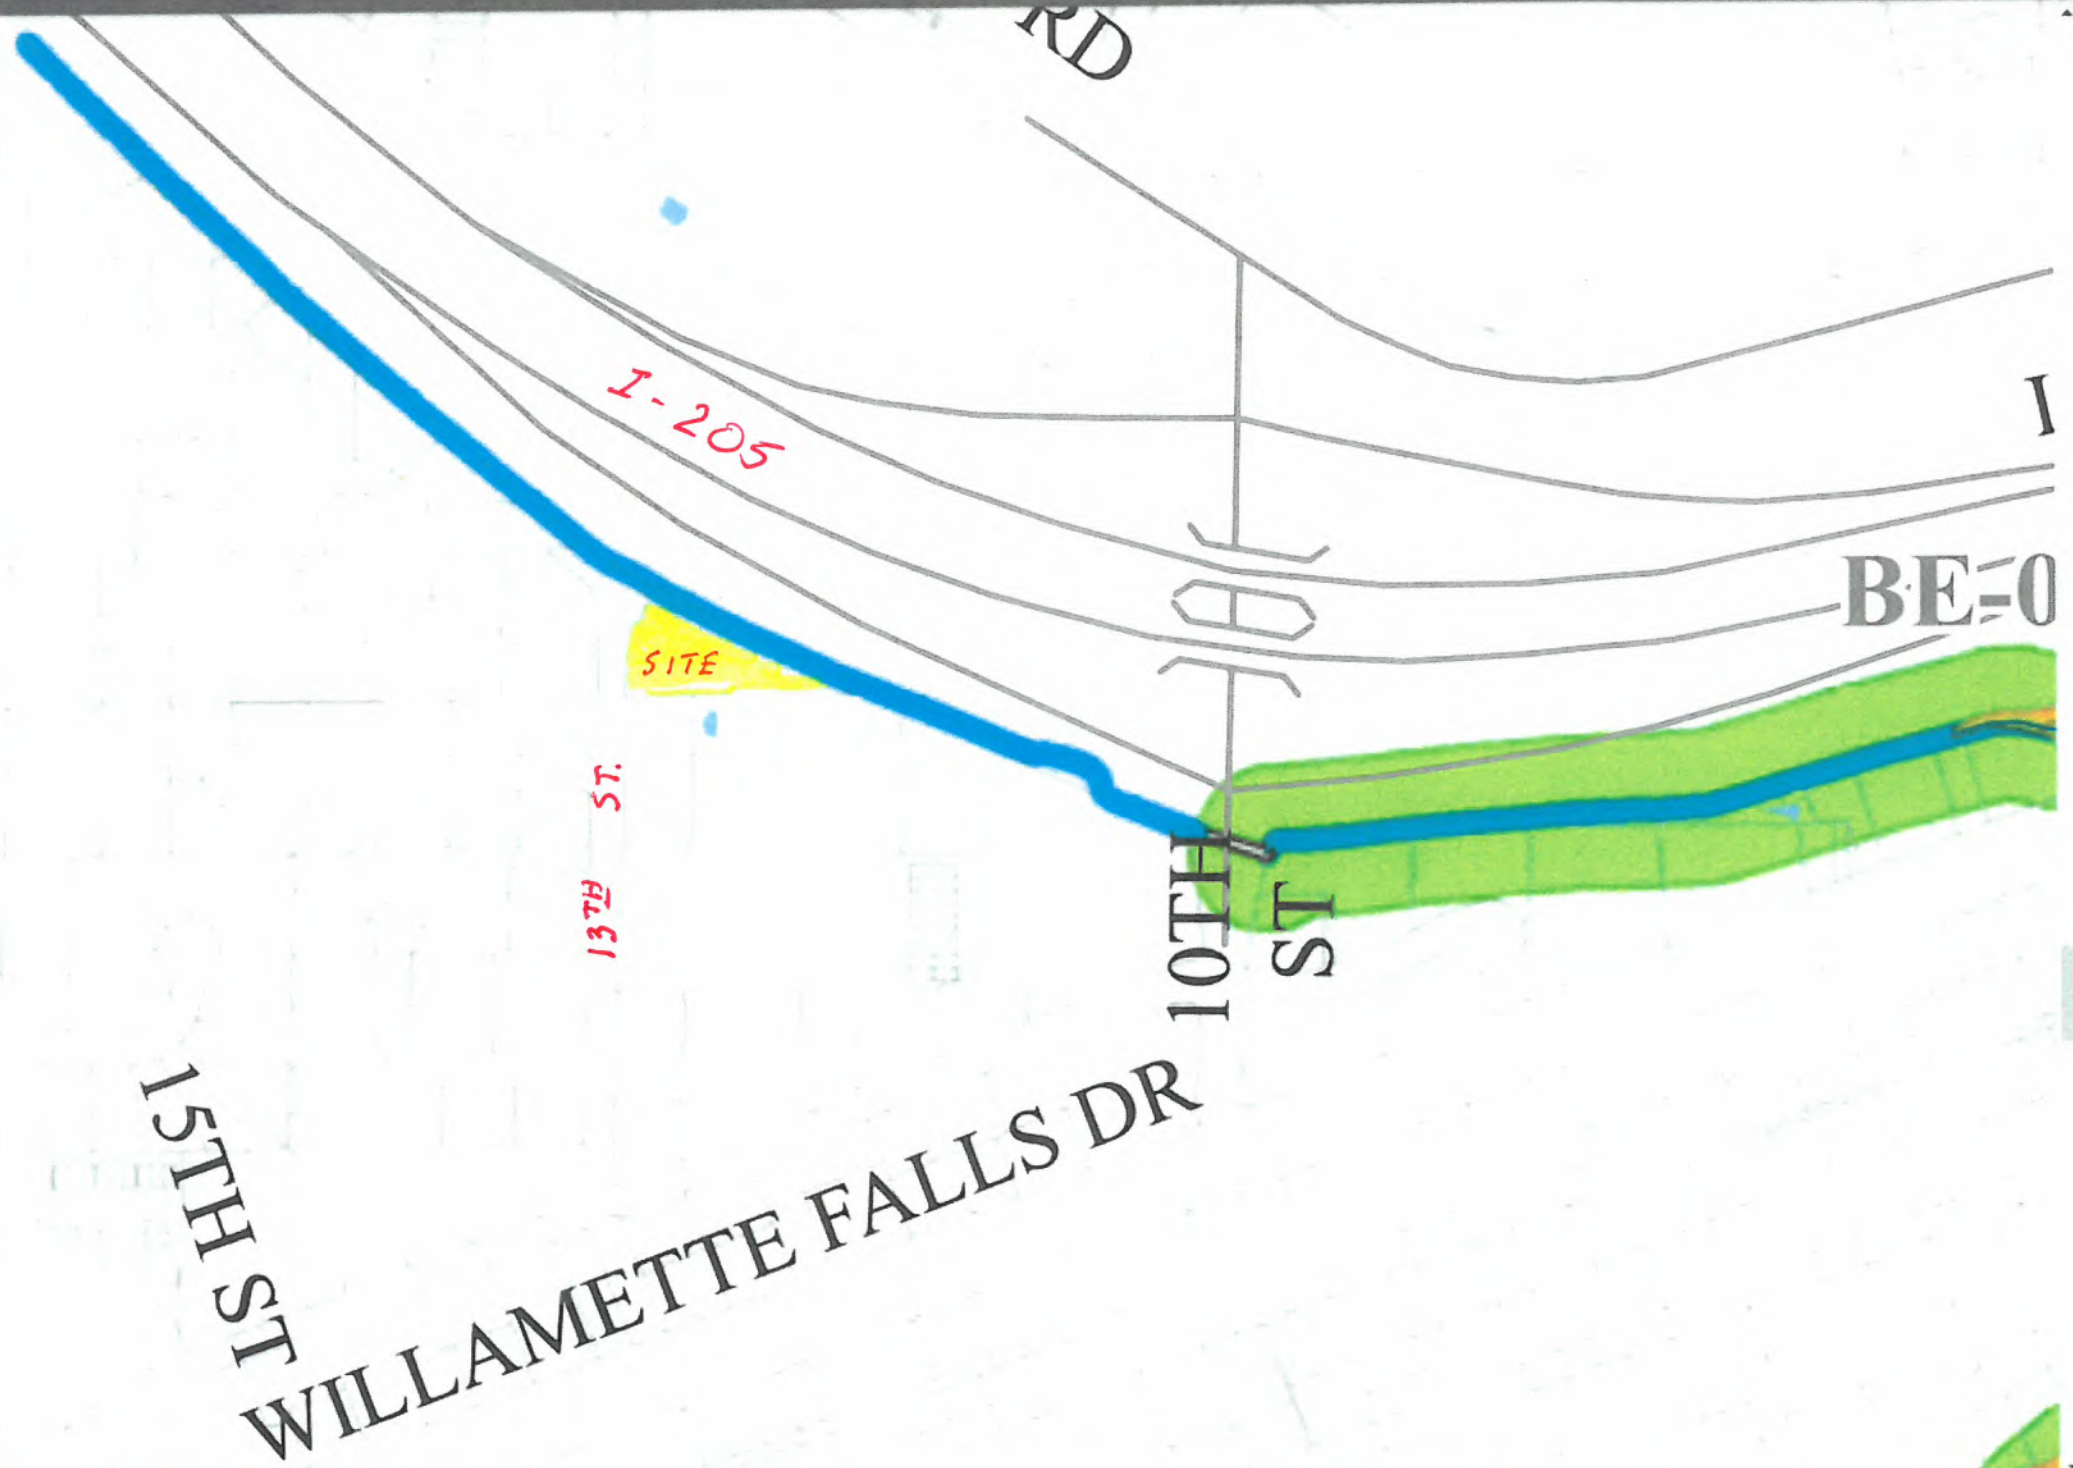 RD
I-205
I
BE-0
SITE
13TH ST.
10TH
ST
15TH ST
WILLAMETTE FALLS DR